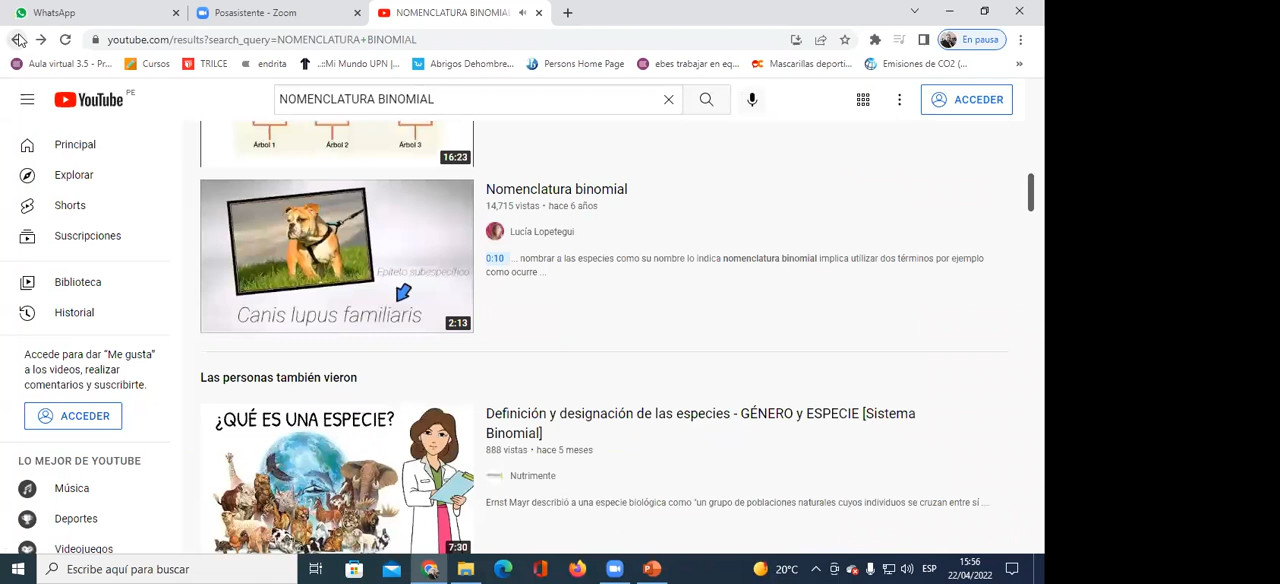 WhatsApp
Posasistente - Zoom
NOMENCLATURA BINOMIAL
youtube.com/results?search_query=NOMENCLATURA+BINOMIAL
En pausa
Aula virtual 3.5 - Pr...
Cursos
TRILCE
endrita
..::Mi Mundo UPN |...
Abrigos Dehombre...
Persons Home Page
ebes trabajar en eq...
Mascarillas deporti...
Emisiones de CO2 (...
»
YouTube PE
NOMENCLATURA BINOMIAL
ACCEDER
Principal
Explorar
Shorts
Suscripciones
Biblioteca
Historial
Accede para dar “Me gusta”
a los videos, realizar
comentarios y suscribirte.
ACCEDER
LO MEJOR DE YOUTUBE
Música
Deportes
Videojuegos
Árbol 1
Árbol 2
Árbol 3
16:23
Epíteto subespecífico
Canis lupus familiaris
2:13
Nomenclatura binomial
14,715 vistas • hace 6 años
Lucía Lopetegui
0:10 ... nombrar a las especies como su nombre lo indica nomenclatura binomial implica utilizar dos términos por ejemplo
como ocurre ...
Las personas también vieron
¿QUÉ ES UNA ESPECIE?
7:30
Definición y designación de las especies - GÉNERO y ESPECIE [Sistema
Binomial]
888 vistas • hace 5 meses
Nutrimente
Ernst Mayr describió a una especie biológica como "un grupo de poblaciones naturales cuyos individuos se cruzan entre sí ...
Escribe aquí para buscar
20°C
ESP
15:56
22/04/2022